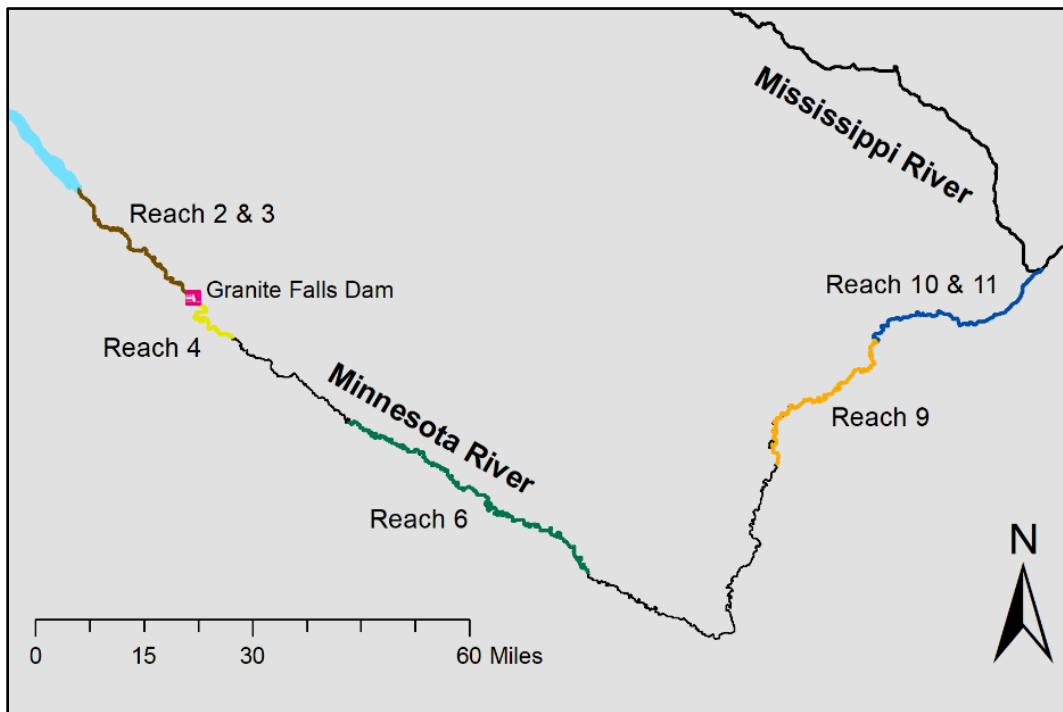 Mississippi River
Reach 2 & 3
Granite Falls Dam
Reach 10 & 11
Reach 4
Minnesota River
Reach 9
Reach 6
N
0 15 30 60 Miles